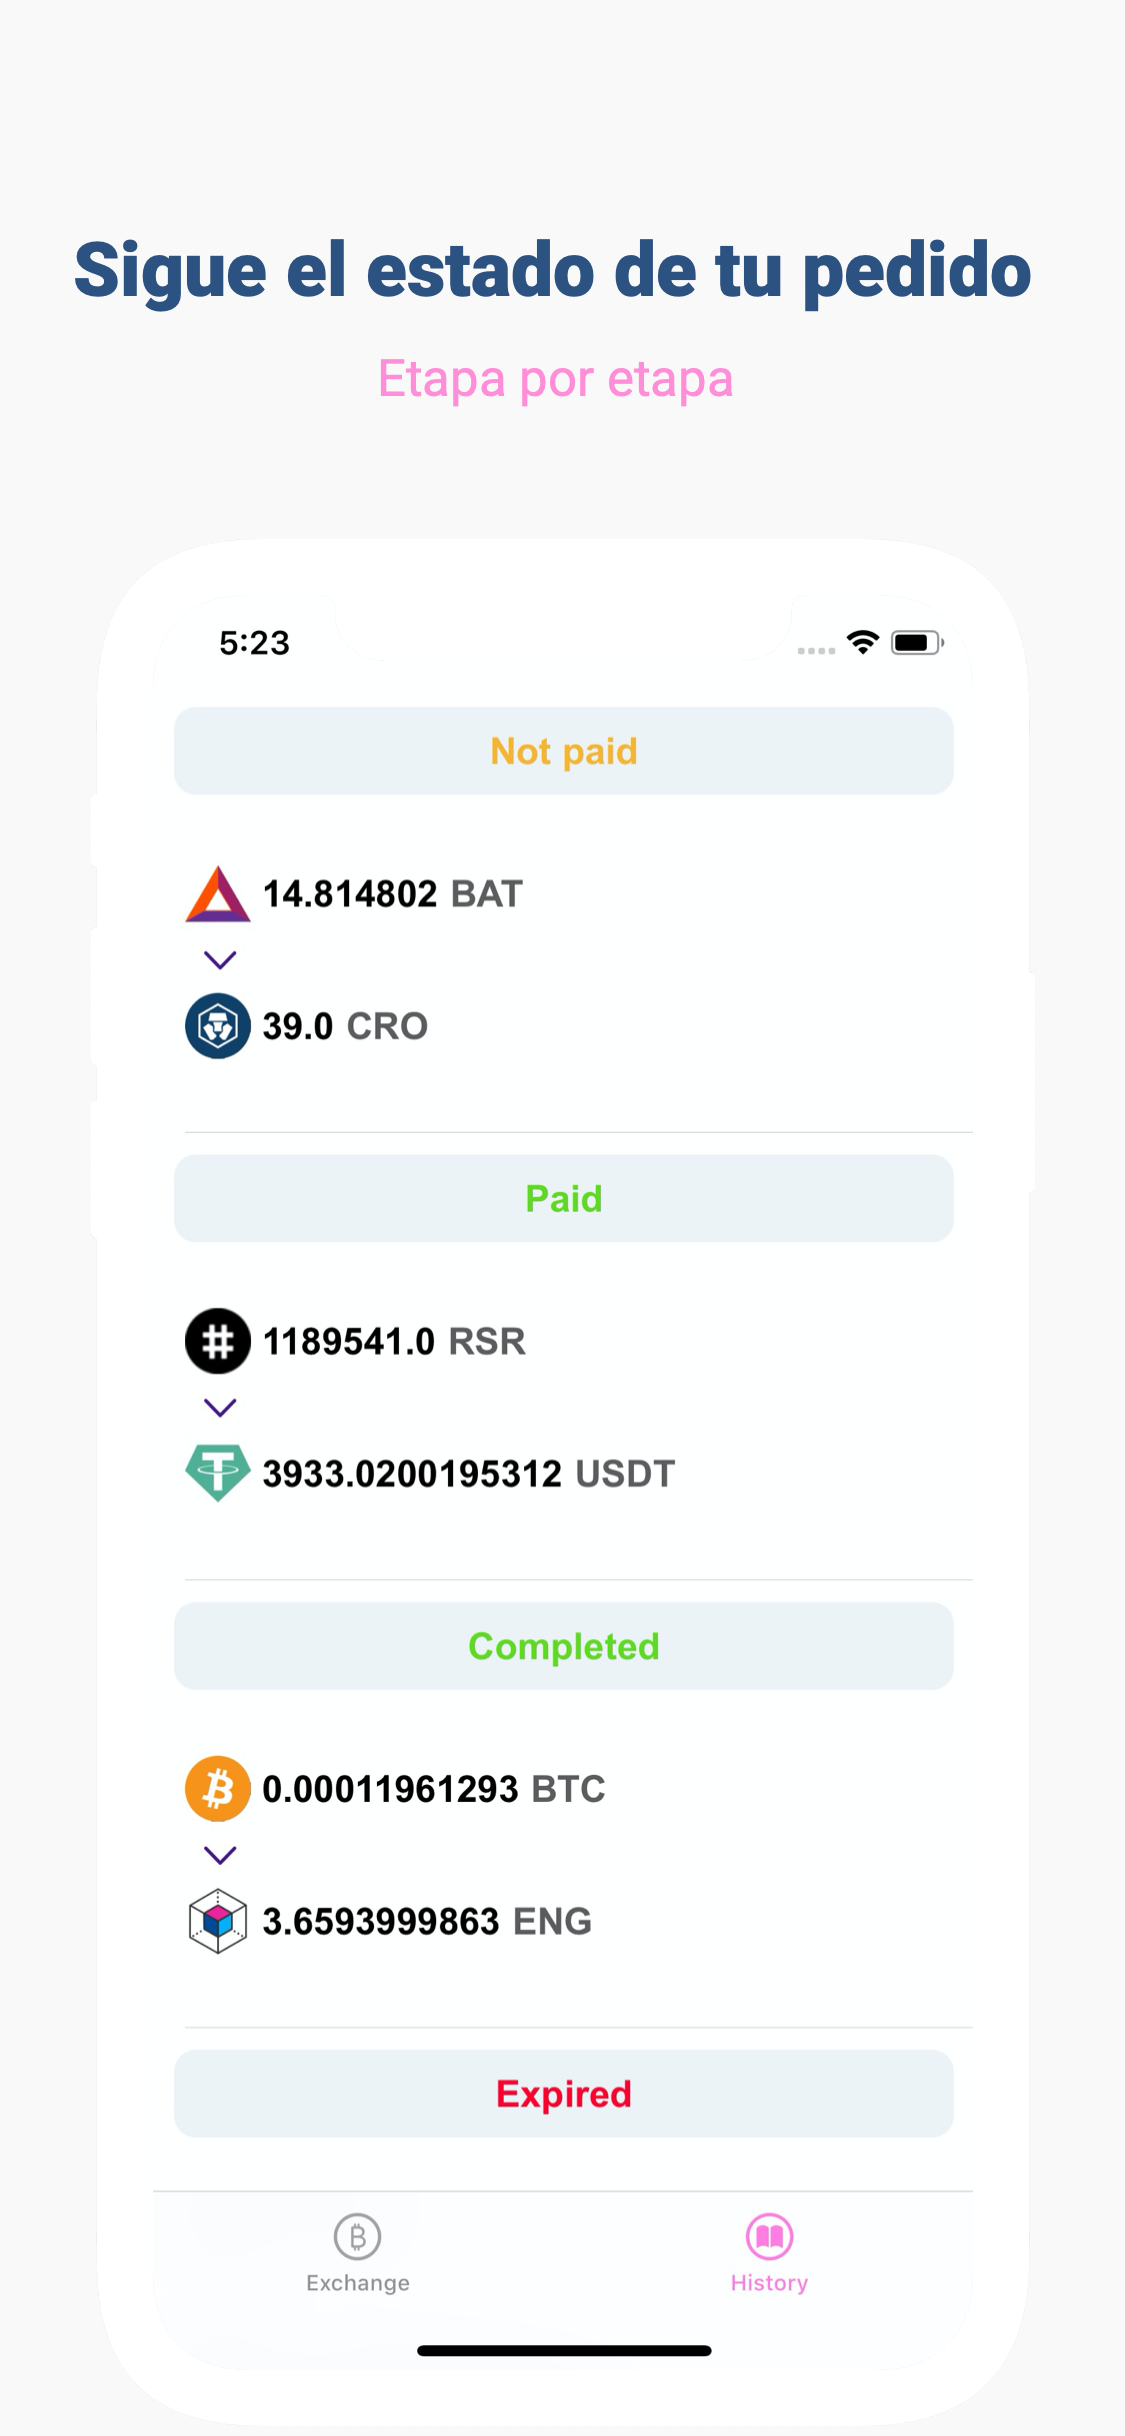 Sigue el estado de tu pedido
Etapa por etapa
5:23
Not paid
14.814802 BAT
39.0 CRO
Paid
1189541.0 RSR
3933.0200195312 USDT
Completed
0.00011961293 BTC
3.6593999863 ENG
Expired
Exchange
History